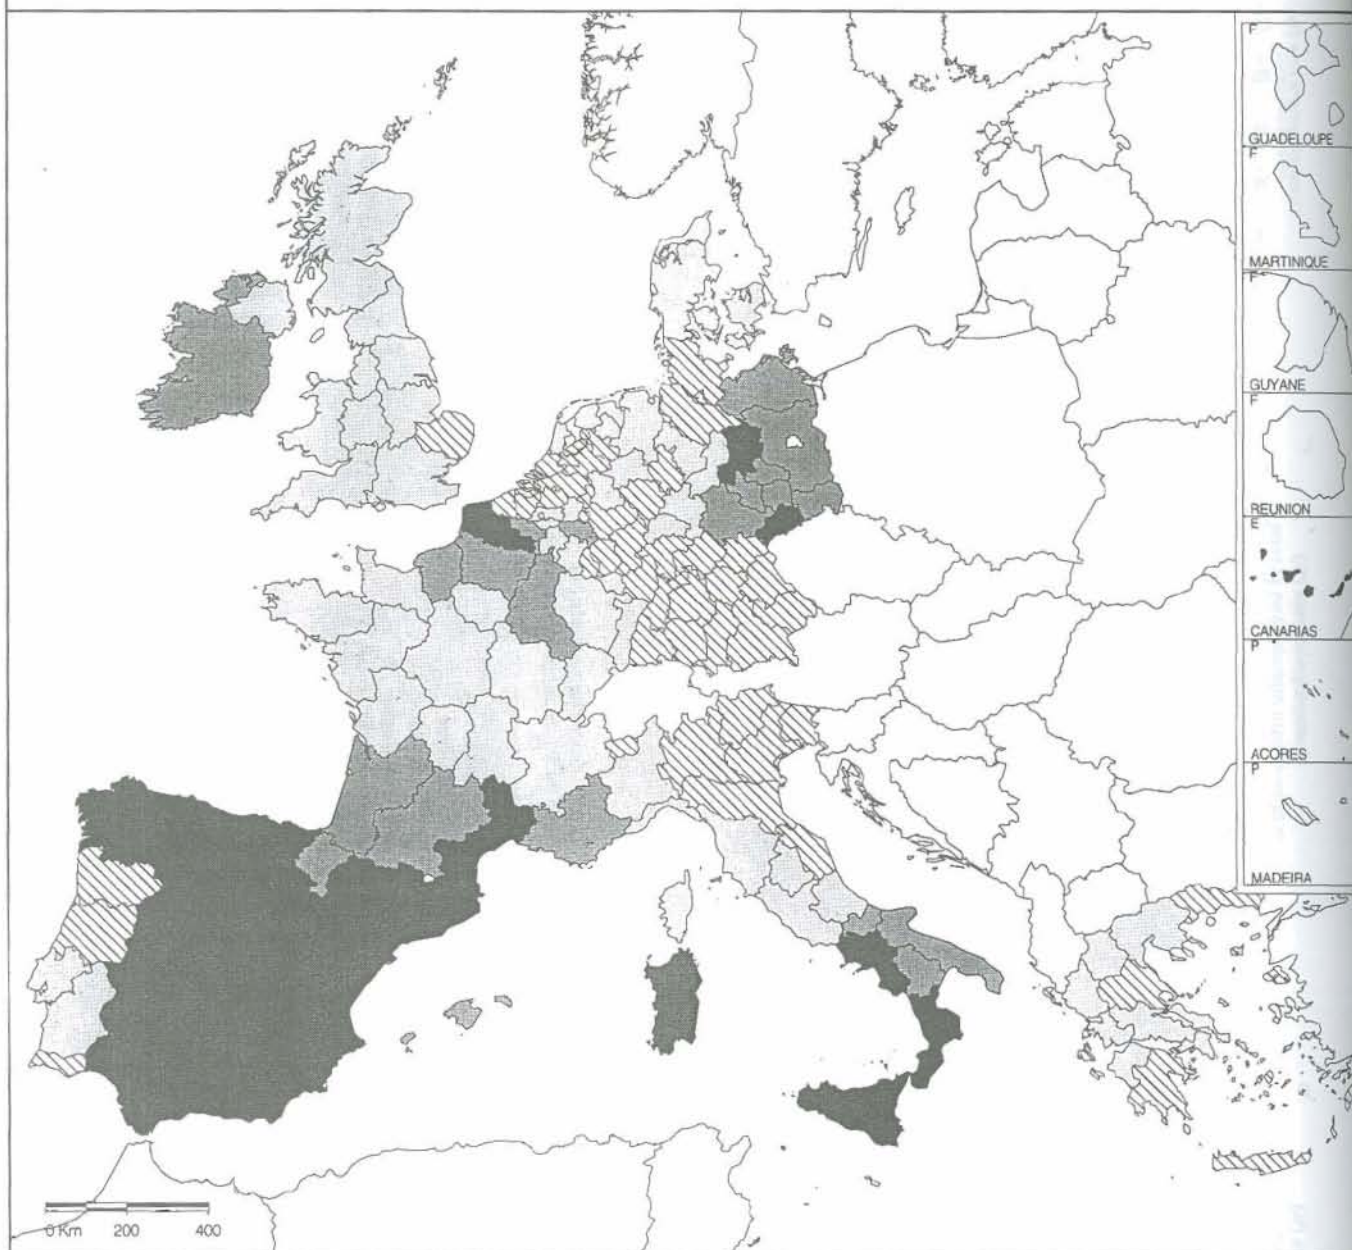 F
GUADELOUPE
F
MARTINIQUE
F
GUYANE
F
REUNION
E
CANARIAS
P
ACORES
P
MADEIRA
0 Km 200 400